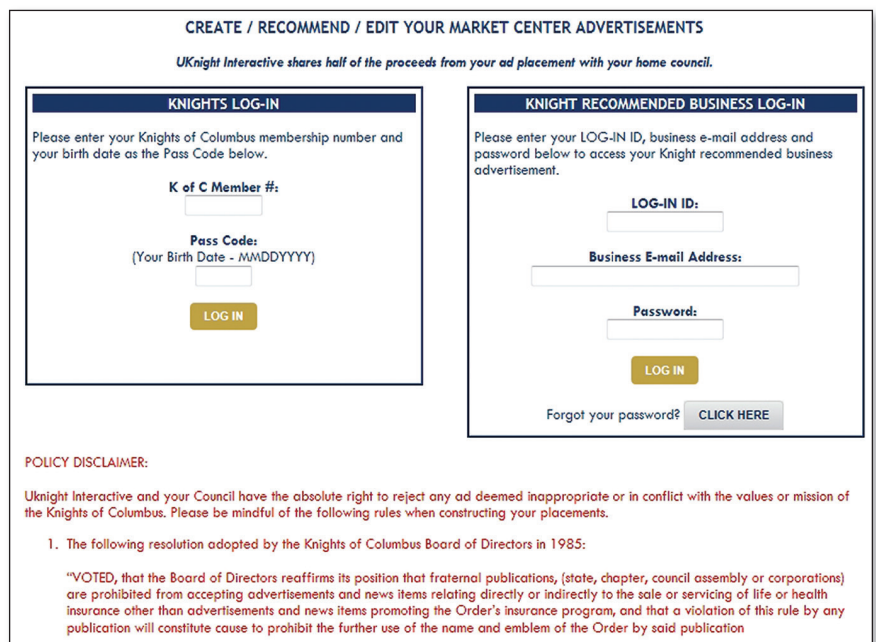 CREATE / RECOMMEND / EDIT YOUR MARKET CENTER ADVERTISEMENTS
UKnight Interactive shares half of the proceeds from your ad placement with your home council.
KNIGHTS LOG-IN
Please enter your Knights of Columbus membership number and
your birth date as the Pass Code below.
K of C Member #:
Pass Code:
(Your Birth Date - MMDDYYYY)
LOG IN
KNIGHT RECOMMENDED BUSINESS LOG-IN
Please enter your LOG-IN ID, business e-mail address and
password below to access your Knight recommended business
advertisement.
LOG-IN ID:
Business E-mail Address:
Password:
LOG IN
Forgot your password? CLICK HERE
POLICY DISCLAIMER:
Uknight Interactive and your Council have the absolute right to reject any ad deemed inappropriate or in conflict with the values or mission of
the Knights of Columbus. Please be mindful of the following rules when constructing your placements.
1. The following resolution adopted by the Knights of Columbus Board of Directors in 1985:
"VOTED, that the Board of Directors reaffirms its position that fraternal publications, (state, chapter, council assembly or corporations)
are prohibited from accepting advertisements and news items relating directly or indirectly to the sale or servicing of life or health
insurance other than advertisements and news items promoting the Order's insurance program, and that a violation of this rule by any
publication will constitute cause to prohibit the further use of the name and emblem of the Order by said publication